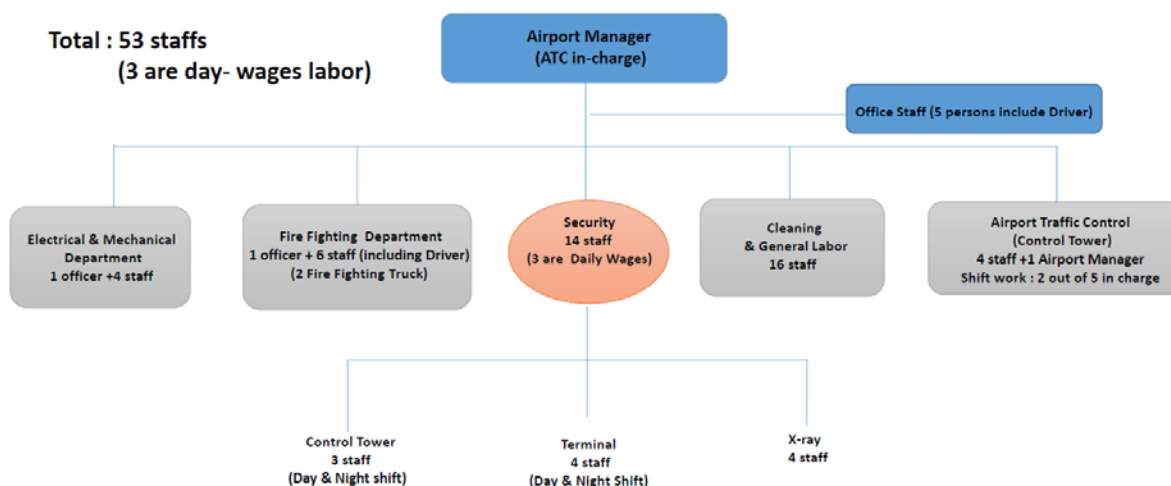 Total : 53 staffs
(3 are day- wages labor)
Airport Manager
(ATC in-charge)
Office Staff (5 persons include Driver)
Electrical & Mechanical
Department
1 officer +4 staff
Fire Fighting Department
1 officer + 6 staff (including Driver)
(2 Fire Fighting Truck)
Security
14 staff
(3 are Daily Wages)
Cleaning
& General Labor
16 staff
Airport Traffic Control
(Control Tower)
4 staff +1 Airport Manager
Shift work : 2 out of 5 in charge
Control Tower
3 staff
(Day & Night shift)
Terminal
4 staff
(Day & Night Shift)
X-ray
4 staff